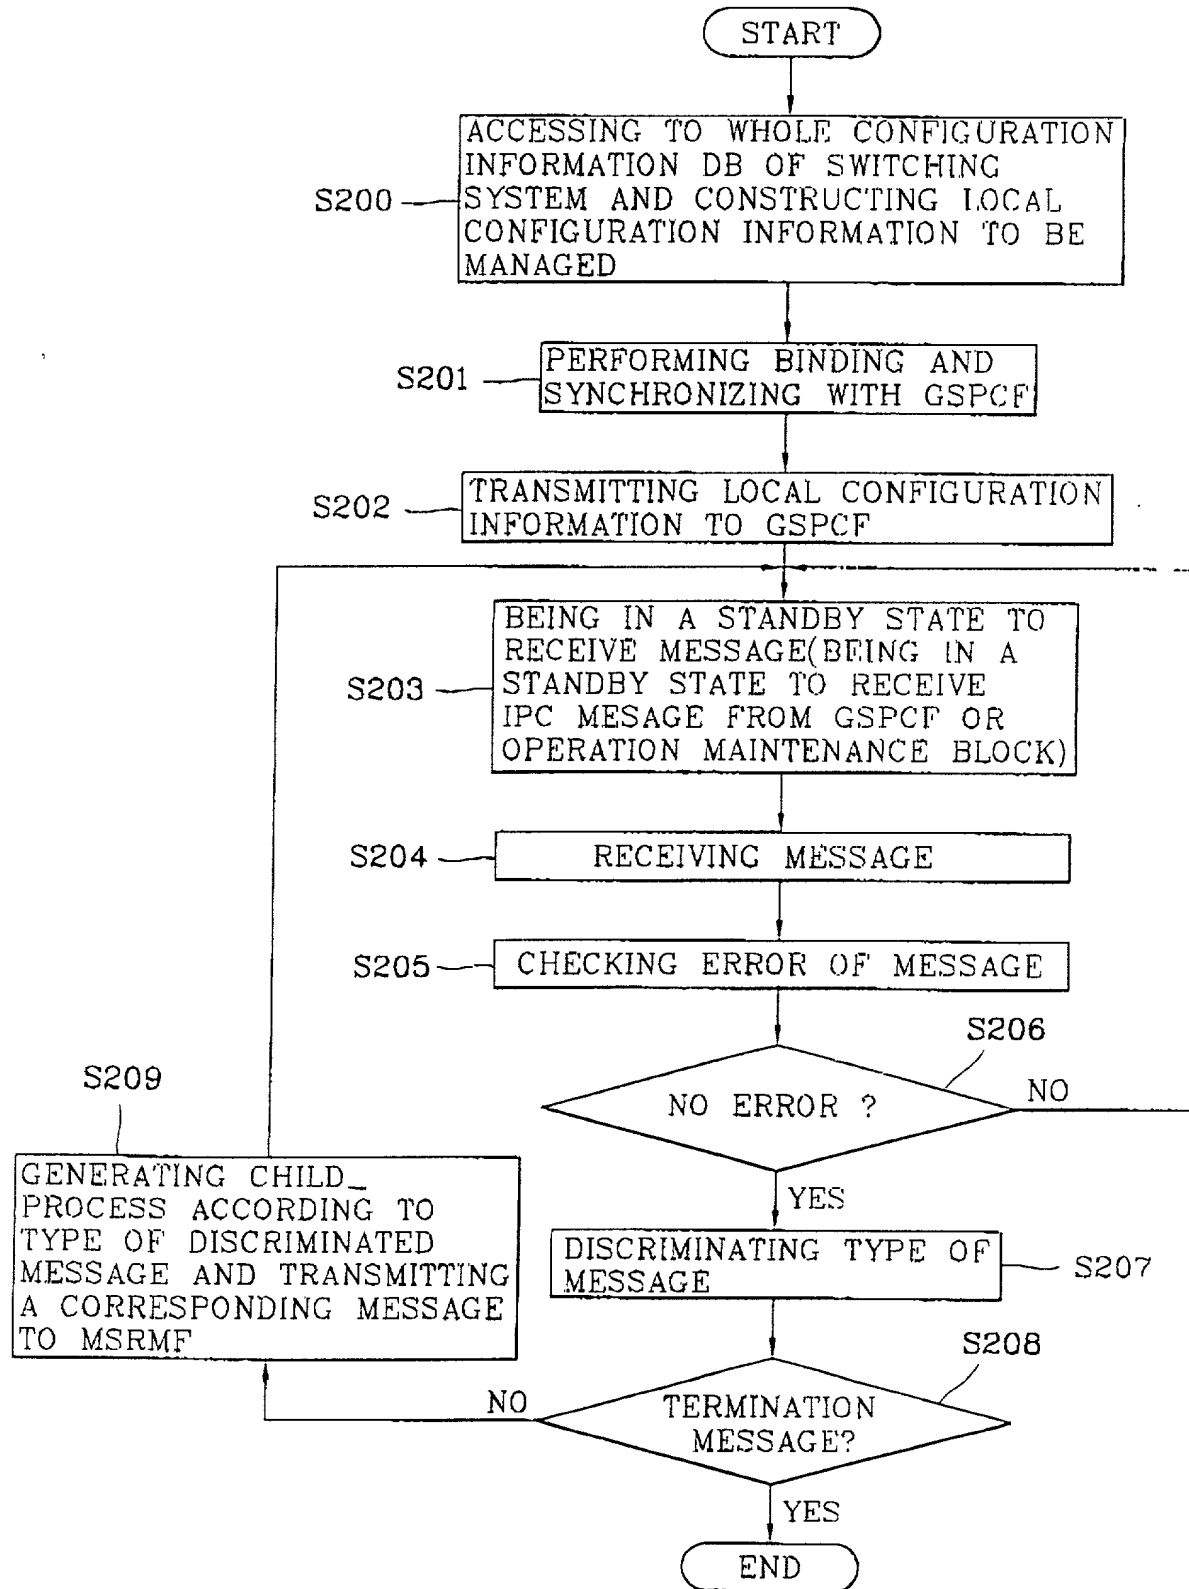 START
ACCESSING TO WHOLE CONFIGURATION
INFORMATION DB OF SWITCHING
SYSTEM AND CONSTRUCTING LOCAL
CONFIGURATION INFORMATION TO BE
MANAGED
S200
PERFORMING BINDING AND
SYNCHRONIZING WITH GSPCF
S201
TRANSMITTING LOCAL CONFIGURATION
INFORMATION TO GSPCF
S202
BEING IN A STANDBY STATE TO
RECEIVE MESSAGE(BEING IN A
STANDBY STATE TO RECEIVE
IPC MESAGE FROM GSPCF OR
OPERATION MAINTENANCE BLOCK)
S203
RECEIVING MESSAGE
S204
CHECKING ERROR OF MESSAGE
S205
S206
NO ERROR ?
NO
YES
DISCRIMINATING TYPE OF
MESSAGE
S207
S208
TERMINATION
MESSAGE?
NO
S209
GENERATING CHILD_
PROCESS ACCORDING TO
TYPE OF DISCRIMINATED
MESSAGE AND TRANSMITTING
A CORRESPONDING MESSAGE
TO MSRMF
YES
END